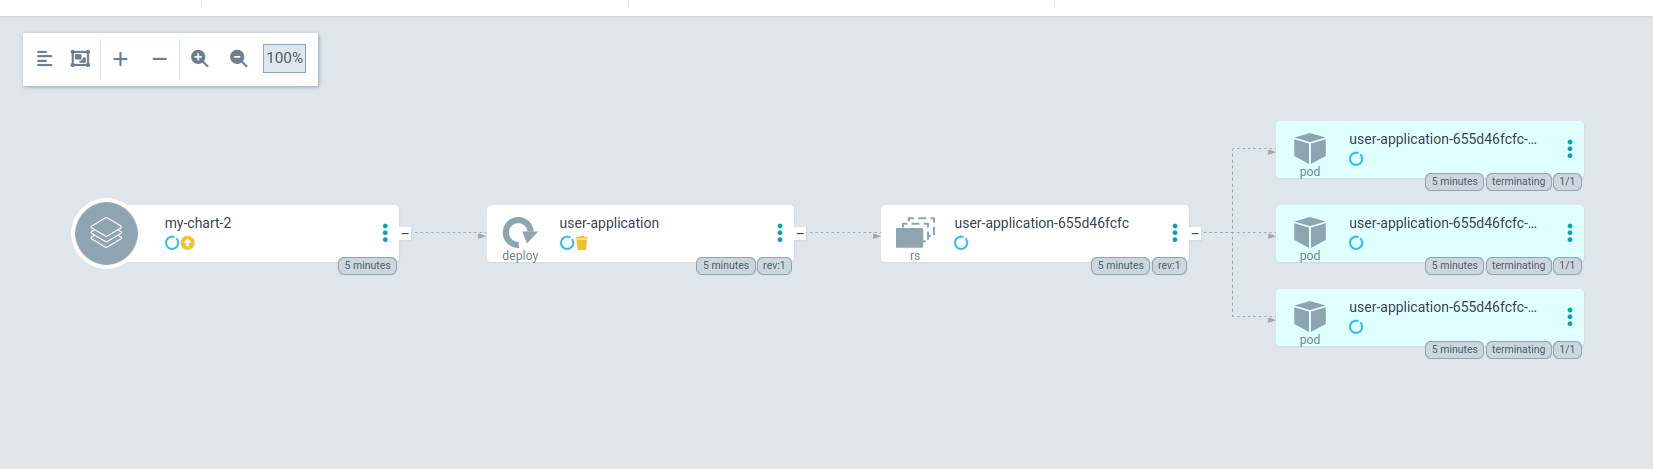 100%
my-chart-2
5 minutes
user-application
deploy
5 minutes rev:1
user-application-655d46fcfc
rs
5 minutes rev:1
user-application-655d46fcfc-...
pod
5 minutes terminating 1/1
user-application-655d46fcfc-...
pod
5 minutes terminating 1/1
user-application-655d46fcfc-...
pod
5 minutes terminating 1/1